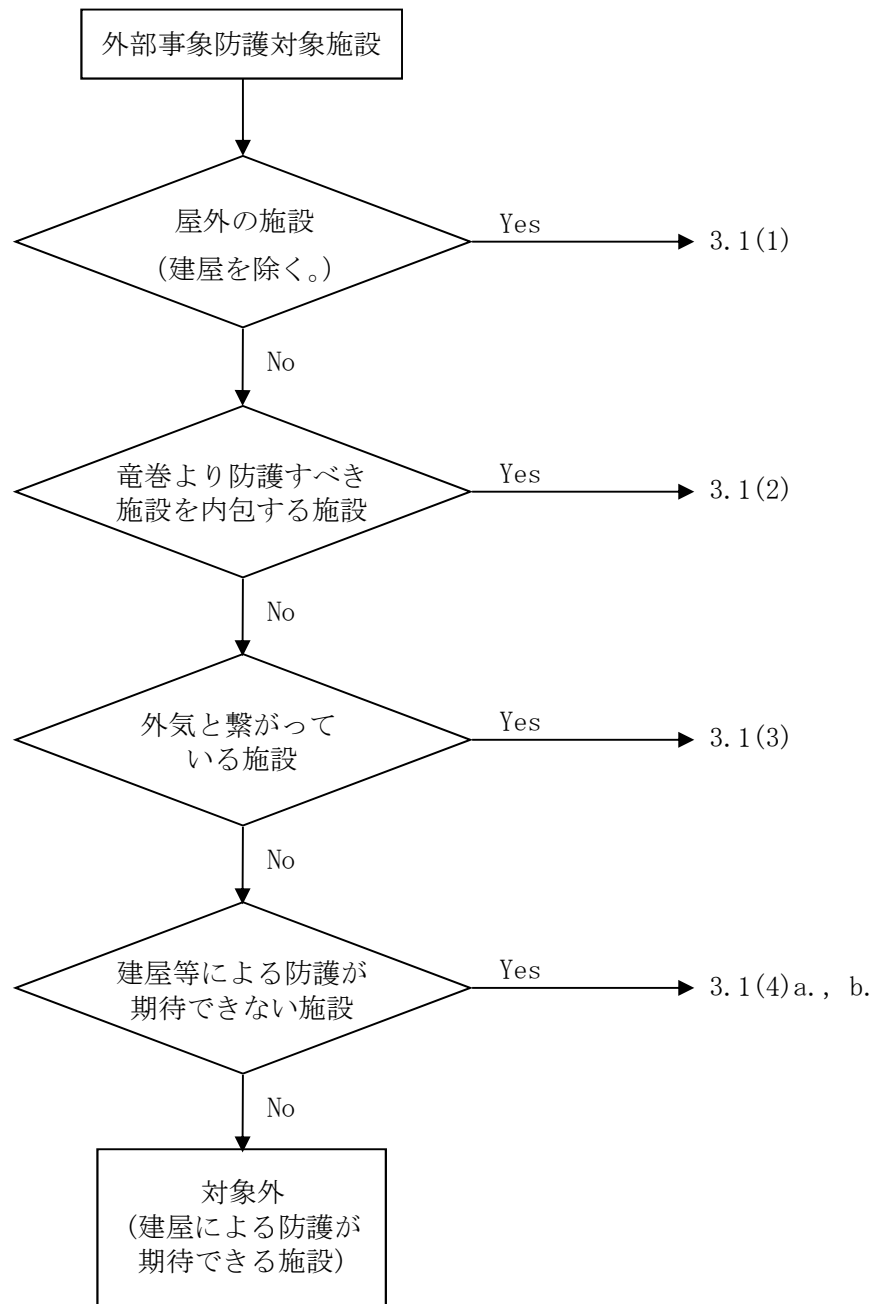 外部事象防護対象施設
屋外の施設
(建屋を除く。)
Yes
3.1(1)
No
竜巻より防護すべき
施設を内包する施設
Yes
3.1(2)
No
外気と繋がって
いる施設
Yes
3.1(3)
No
建屋等による防護が
期待できない施設
Yes
3.1(4)a., b.
No
対象外
(建屋による防護が
期待できる施設)